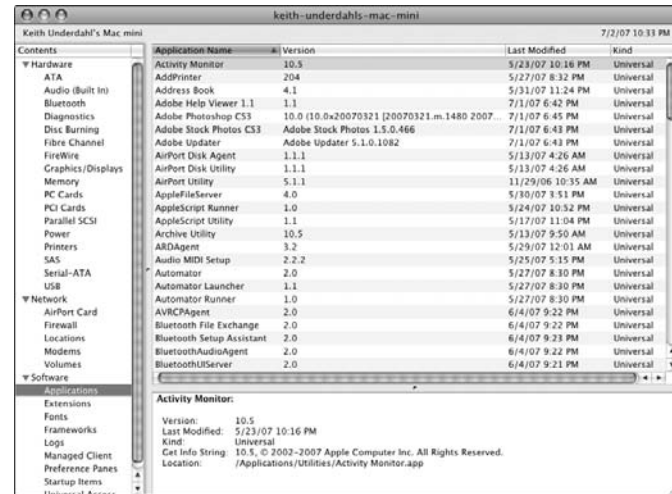 keith-underdahls-mac-mini
Keith Underdahl's Mac mini 7/2/07 10:33 PM
Contents
▼ Hardware
ATA
Audio (Built In)
Bluetooth
Diagnostics
Disc Burning
Fibre Channel
FireWire
Graphics/Displays
Memory
PC Cards
PCI Cards
Parallel SCSI
Power
Printers
SAS
Serial-ATA
USB
▼ Network
AirPort Card
Firewall
Locations
Modems
Volumes
▼ Software
Applications
Extensions
Fonts
Frameworks
Logs
Managed Client
Preference Panes
Startup Items
Universal Access
Application Name Version Last Modified Kind
Activity Monitor 10.5 5/23/07 10:16 PM Universal
AddPrinter 204 5/27/07 8:32 PM Universal
Address Book 4.1 5/31/07 11:24 PM Universal
Adobe Help Viewer 1.1 1.1 7/1/07 6:42 PM Universal
Adobe Photoshop CS3 10.0 (10.0x20070321 [20070321.m.1480 2007... 7/1/07 6:45 PM Universal
Adobe Stock Photos CS3 Adobe Stock Photos 1.5.0.466 7/1/07 6:43 PM Universal
Adobe Updater Adobe Updater 5.1.0.1082 7/1/07 6:43 PM Universal
AirPort Disk Agent 1.1.1 5/13/07 4:26 AM Universal
AirPort Disk Utility 1.1.1 5/13/07 4:26 AM Universal
AirPort Utility 5.1.1 11/29/06 10:35 AM Universal
AppleFileServer 4.0 5/30/07 3:51 PM Universal
AppleScript Runner 1.0 5/24/07 10:52 PM Universal
AppleScript Utility 1.1 5/17/07 11:04 PM Universal
Archive Utility 10.5 5/13/07 9:50 AM Universal
ARDAgent 3.2 5/29/07 12:01 AM Universal
Audio MIDI Setup 2.2.2 5/25/07 5:15 PM Universal
Automator 2.0 5/27/07 8:30 PM Universal
Automator Launcher 1.1 5/27/07 8:30 PM Universal
Automator Runner 1.0 5/27/07 8:30 PM Universal
AVRCPAgent 2.0 6/4/07 9:22 PM Universal
Bluetooth File Exchange 2.0 6/4/07 9:22 PM Universal
Bluetooth Setup Assistant 2.0 6/4/07 9:23 PM Universal
BluetoothAudioAgent 2.0 6/4/07 9:22 PM Universal
BluetoothUIServer 2.0 6/4/07 9:21 PM Universal
Activity Monitor:
Version: 10.5
Last Modified: 5/23/07 10:16 PM
Kind: Universal
Get Info String: 10.5, © 2002-2007 Apple Computer Inc. All Rights Reserved.
Location: /Applications/Utilities/Activity Monitor.app